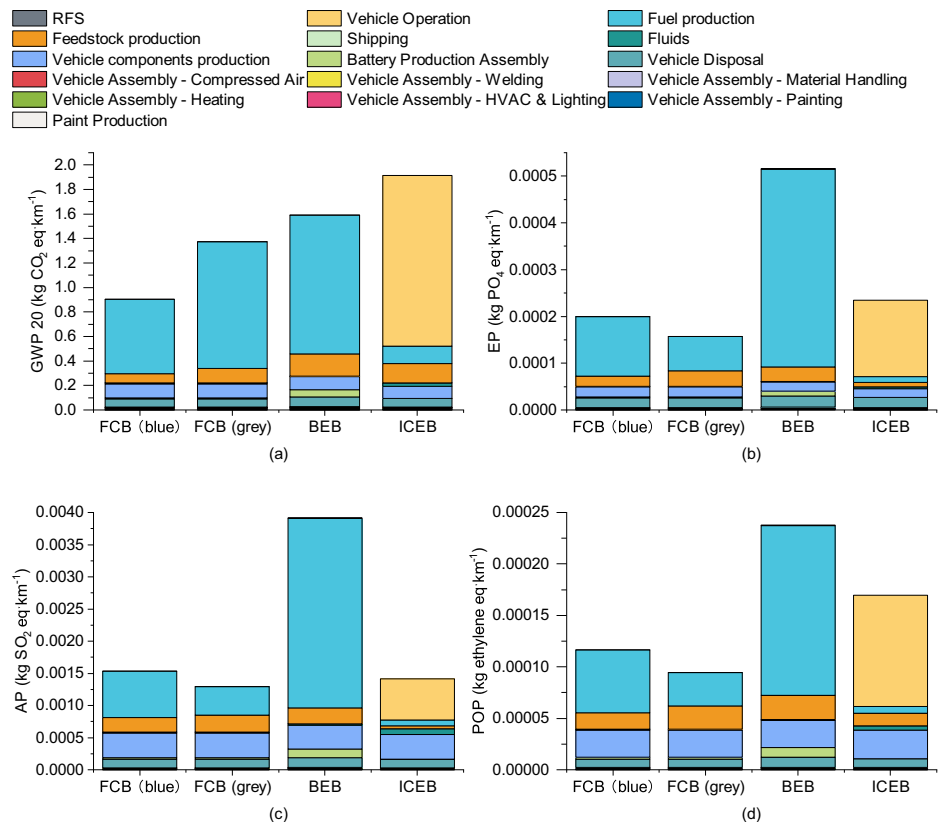 RFS
Vehicle Operation
Fuel production
Feedstock production
Shipping
Fluids
Vehicle components production
Battery Production Assembly
Vehicle Disposal
Vehicle Assembly - Compressed Air
Vehicle Assembly - Welding
Vehicle Assembly - Material Handling
Vehicle Assembly - Heating
Vehicle Assembly - HVAC & Lighting
Vehicle Assembly - Painting
Paint Production
GWP 20 (kg CO₂ eq·km⁻¹)
2.0
1.8
1.6
1.4
1.2
1.0
0.8
0.6
0.4
0.2
0.0
FCB（blue） FCB (grey) BEB ICEB
(a)
EP (kg PO₄ eq·km⁻¹)
0.0005
0.0004
0.0003
0.0002
0.0001
0.0000
FCB（blue） FCB (grey) BEB ICEB
(b)
AP (kg SO₂ eq·km⁻¹)
0.0040
0.0035
0.0030
0.0025
0.0020
0.0015
0.0010
0.0005
0.0000
FCB（blue） FCB (grey) BEB ICEB
(c)
POP (kg ethylene eq·km⁻¹)
0.00025
0.00020
0.00015
0.00010
0.00005
0.00000
FCB（blue） FCB (grey) BEB ICEB
(d)